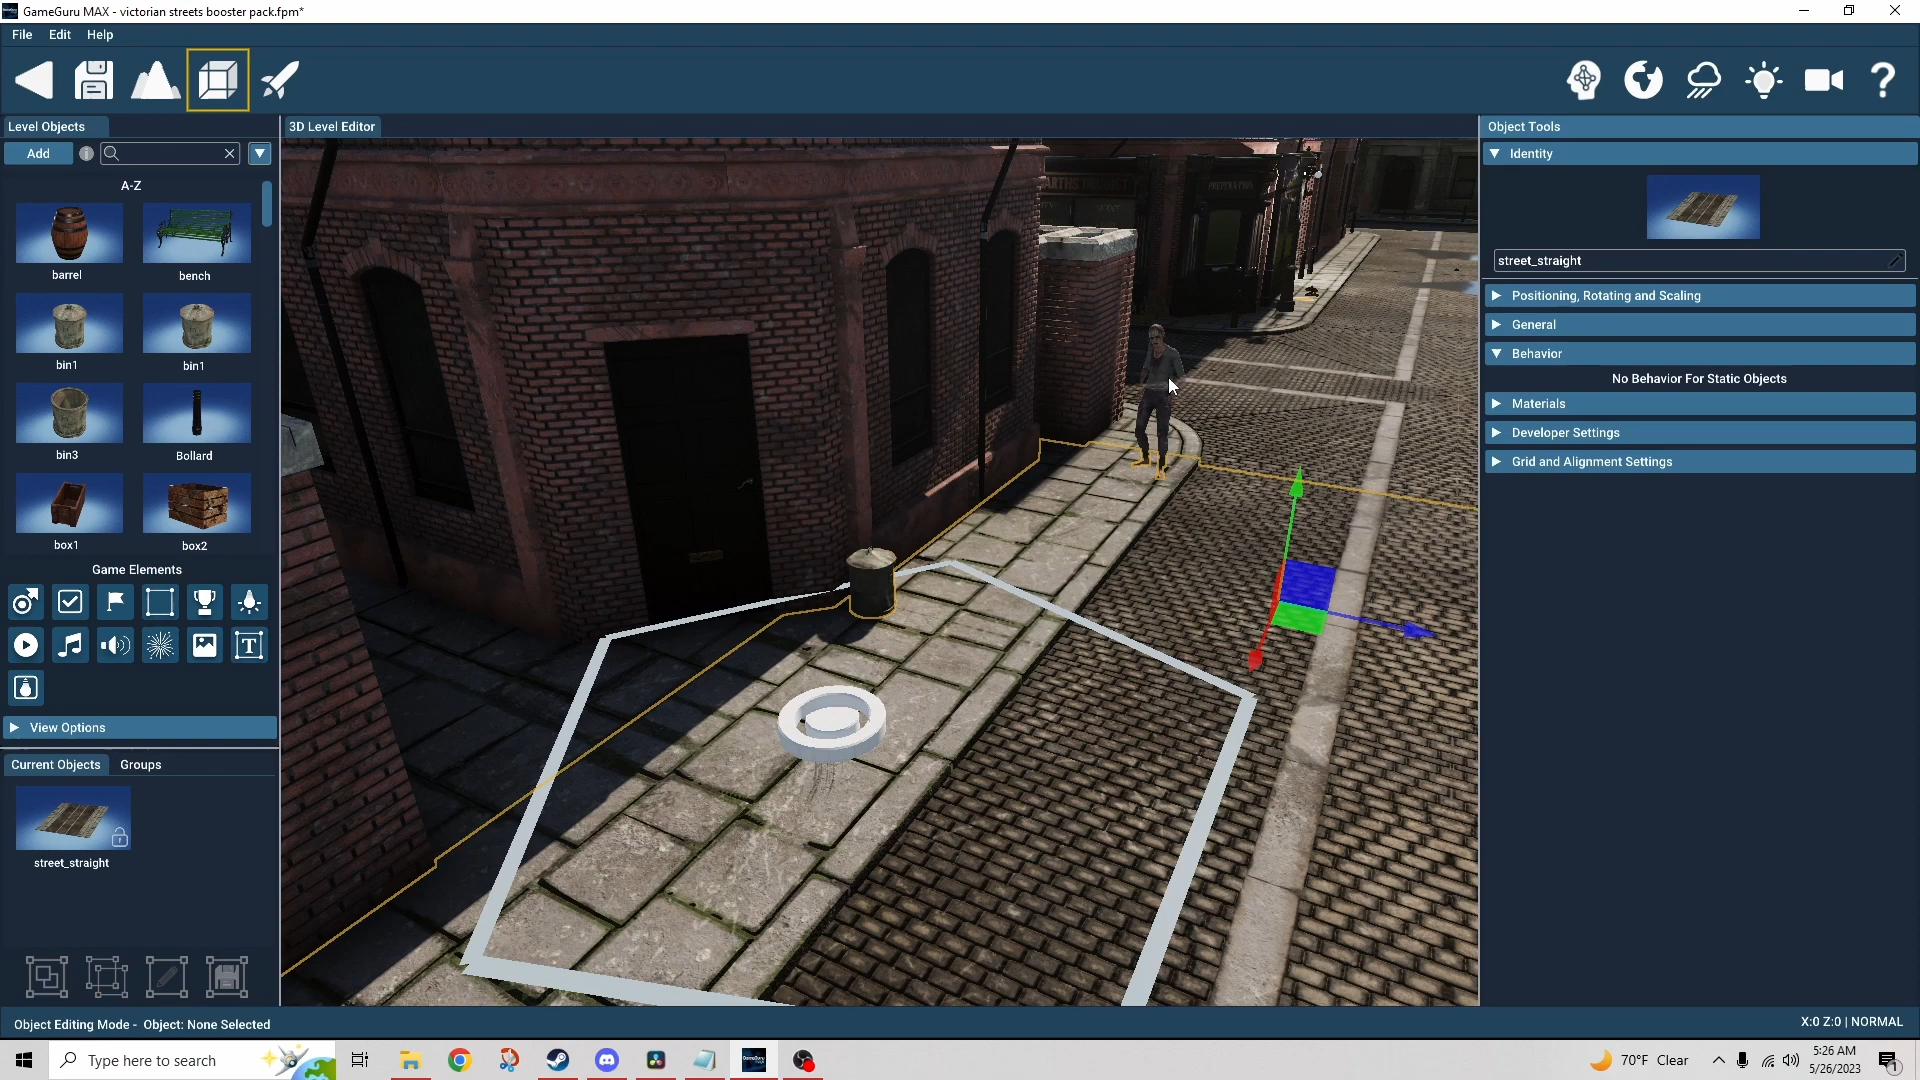 GameGuru MAX - victorian streets booster pack.fpm*
File Edit Help
Level Objects
3D Level Editor
Object Tools
Add
Identity
A-Z
barrel
bench
street_straight
bin1
bin1
Positioning, Rotating and Scaling
General
Behavior
No Behavior For Static Objects
bin3
Bollard
Materials
Developer Settings
Grid and Alignment Settings
box1
box2
Game Elements
T
View Options
Current Objects Groups
street_straight
Object Editing Mode - Object: None Selected
X:0 Z:0 | NORMAL
Type here to search
70°F Clear
5:26 AM
5/26/2023
1